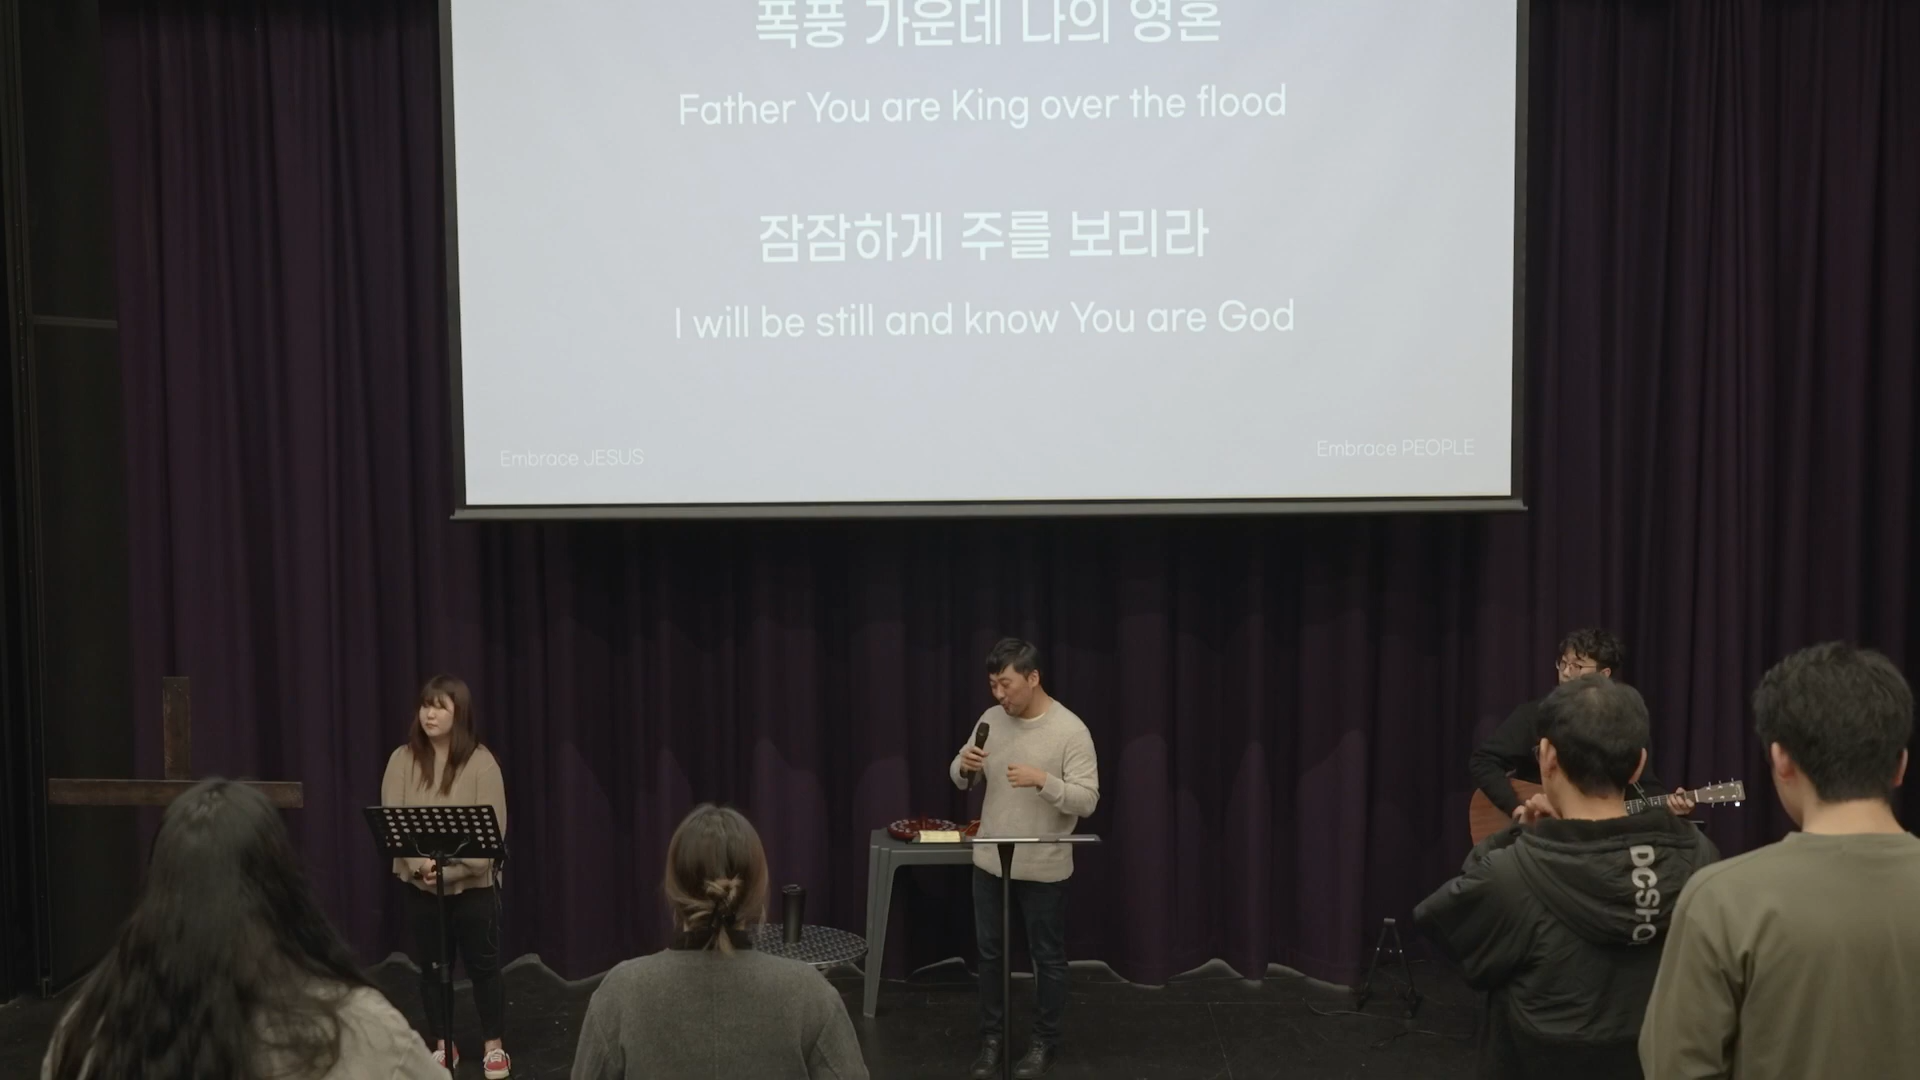 폭풍 가운데 나의 영혼
Father You are King over the flood
잠잠하게 주를 보리라
I will be still and know You are God
Embrace JESUS
Embrace PEOPLE